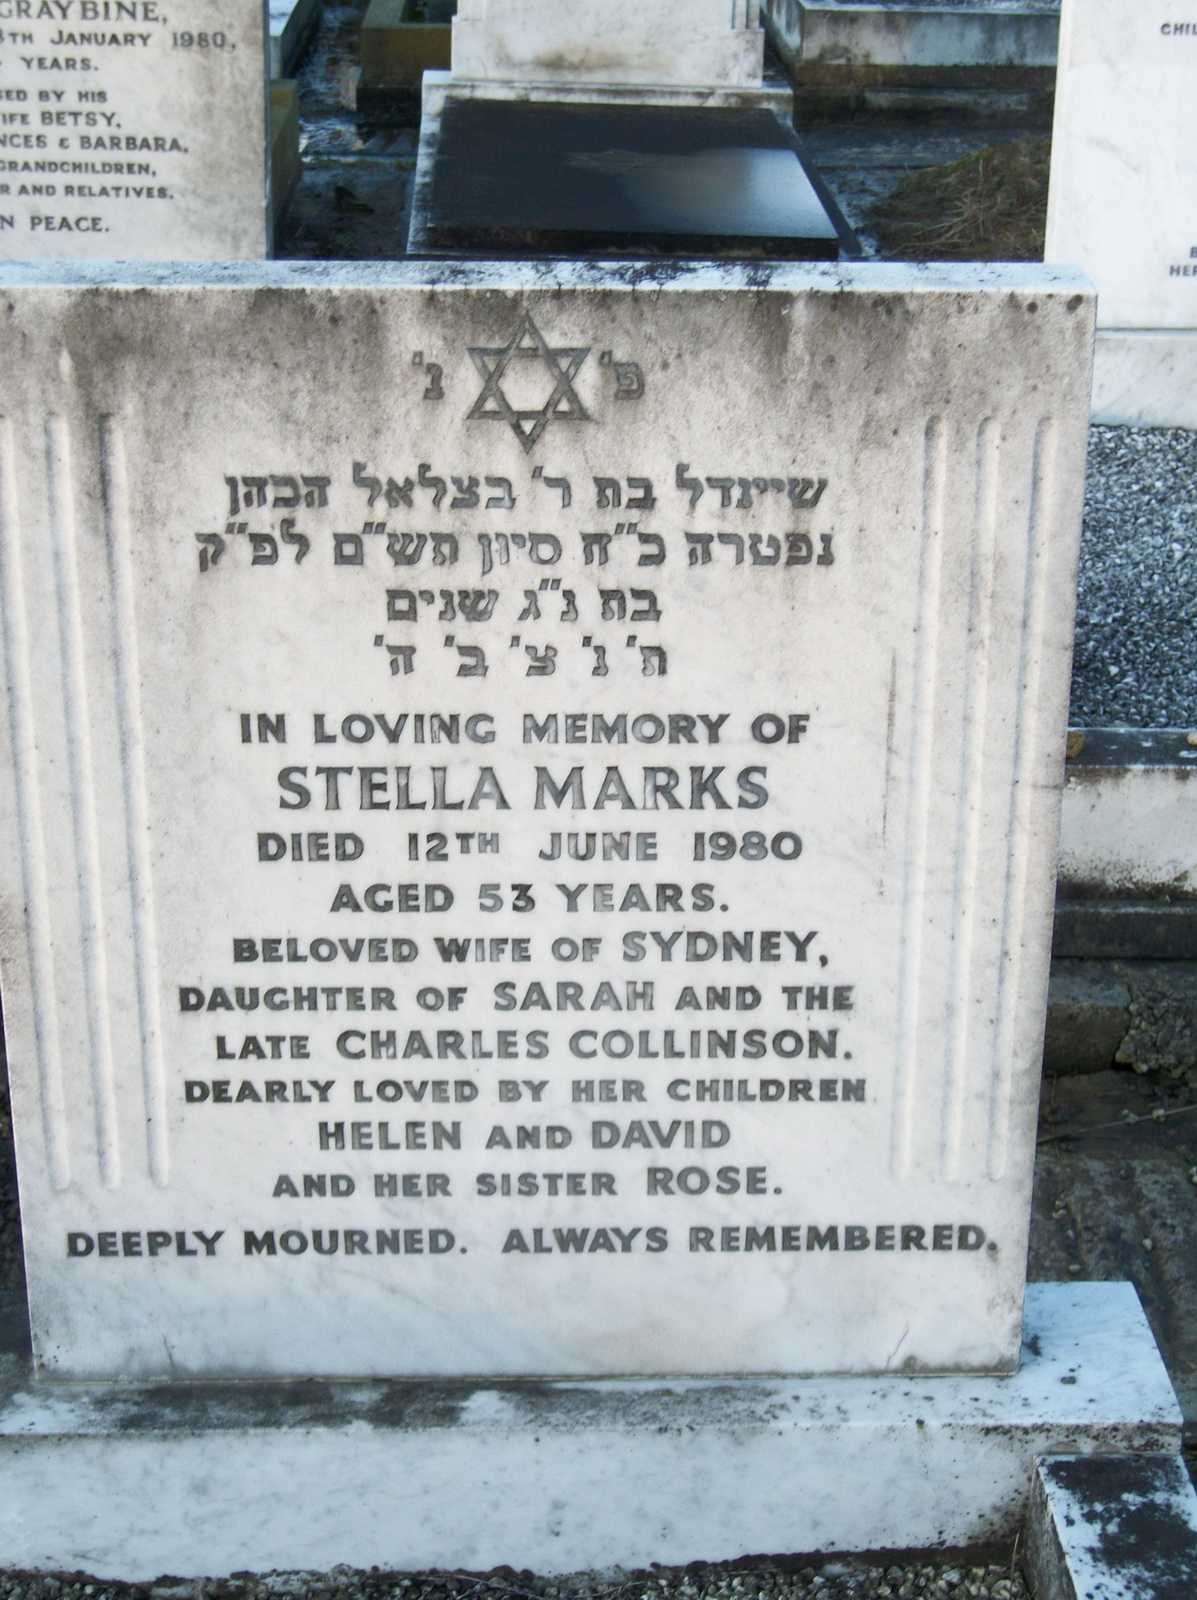 GRAYBINE,
8TH JANUARY 1980,
YEARS.
BY HIS
BETSY,
& BARBARA,
GRANDCHILDREN,
AND RELATIVES.
PEACE.
פ' נ'
שיינדל בת ר' בצלאל הכהן
נפטרה כ"ח סיון תש"ם לפ"ק
בת נ"ג שנים
ת' נ' צ' ב' ה'
IN LOVING MEMORY OF
STELLA MARKS
DIED 12TH JUNE 1980
AGED 53 YEARS.
BELOVED WIFE OF SYDNEY,
DAUGHTER OF SARAH AND THE
LATE CHARLES COLLINSON.
DEARLY LOVED BY HER CHILDREN
HELEN AND DAVID
AND HER SISTER ROSE.
DEEPLY MOURNED. ALWAYS REMEMBERED.